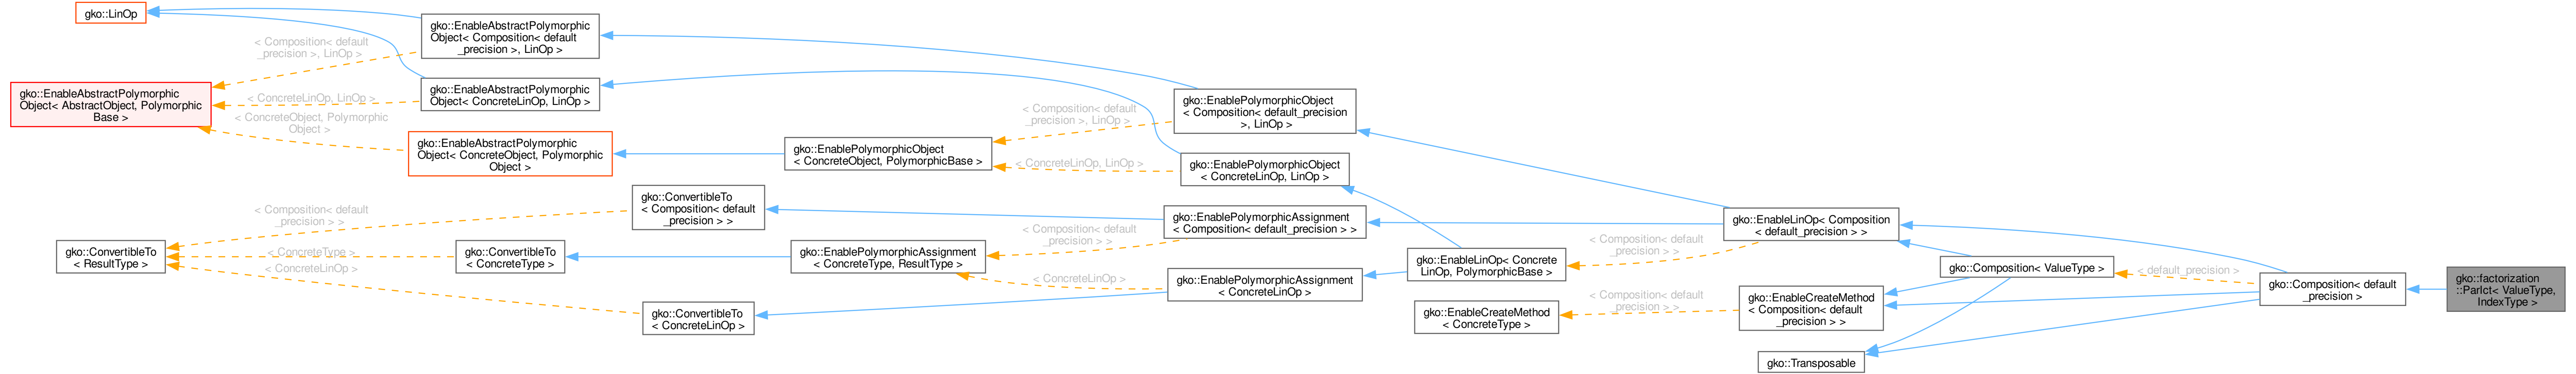 gko::LinOp
gko::EnableAbstractPolymorphic
Object< Composition< default
_precision >, LinOp >
< Composition< default
_precision >, LinOp >
gko::EnableAbstractPolymorphic
Object< AbstractObject, Polymorphic
Base >
< ConcreteLinOp, LinOp >
gko::EnableAbstractPolymorphic
Object< ConcreteLinOp, LinOp >
< ConcreteObject, Polymorphic
Object >
gko::EnableAbstractPolymorphic
Object< ConcreteObject, Polymorphic
Object >
gko::EnablePolymorphicObject
< ConcreteObject, PolymorphicBase >
< Composition< default
_precision >, LinOp >
< ConcreteLinOp, LinOp >
gko::EnablePolymorphicObject
< Composition< default_precision
>, LinOp >
gko::EnablePolymorphicObject
< ConcreteLinOp, LinOp >
gko::ConvertibleTo
< Composition< default
_precision > >
< Composition< default
_precision > >
gko::ConvertibleTo
< ResultType >
< ConcreteType >
< ConcreteLinOp >
gko::ConvertibleTo
< ConcreteType >
gko::ConvertibleTo
< ConcreteLinOp >
gko::EnablePolymorphicAssignment
< ConcreteType, ResultType >
< Composition< default
_precision > >
< ConcreteLinOp >
gko::EnablePolymorphicAssignment
< Composition< default_precision > >
gko::EnablePolymorphicAssignment
< ConcreteLinOp >
gko::EnableLinOp< Concrete
LinOp, PolymorphicBase >
< Composition< default
_precision > >
gko::EnableCreateMethod
< ConcreteType >
< Composition< default
_precision > >
gko::EnableLinOp< Composition
< default_precision > >
gko::EnableCreateMethod
< Composition< default
_precision > >
gko::Transposable
gko::Composition< ValueType >
< default_precision >
gko::Composition< default
_precision >
gko::factorization
::ParIct< ValueType,
IndexType >